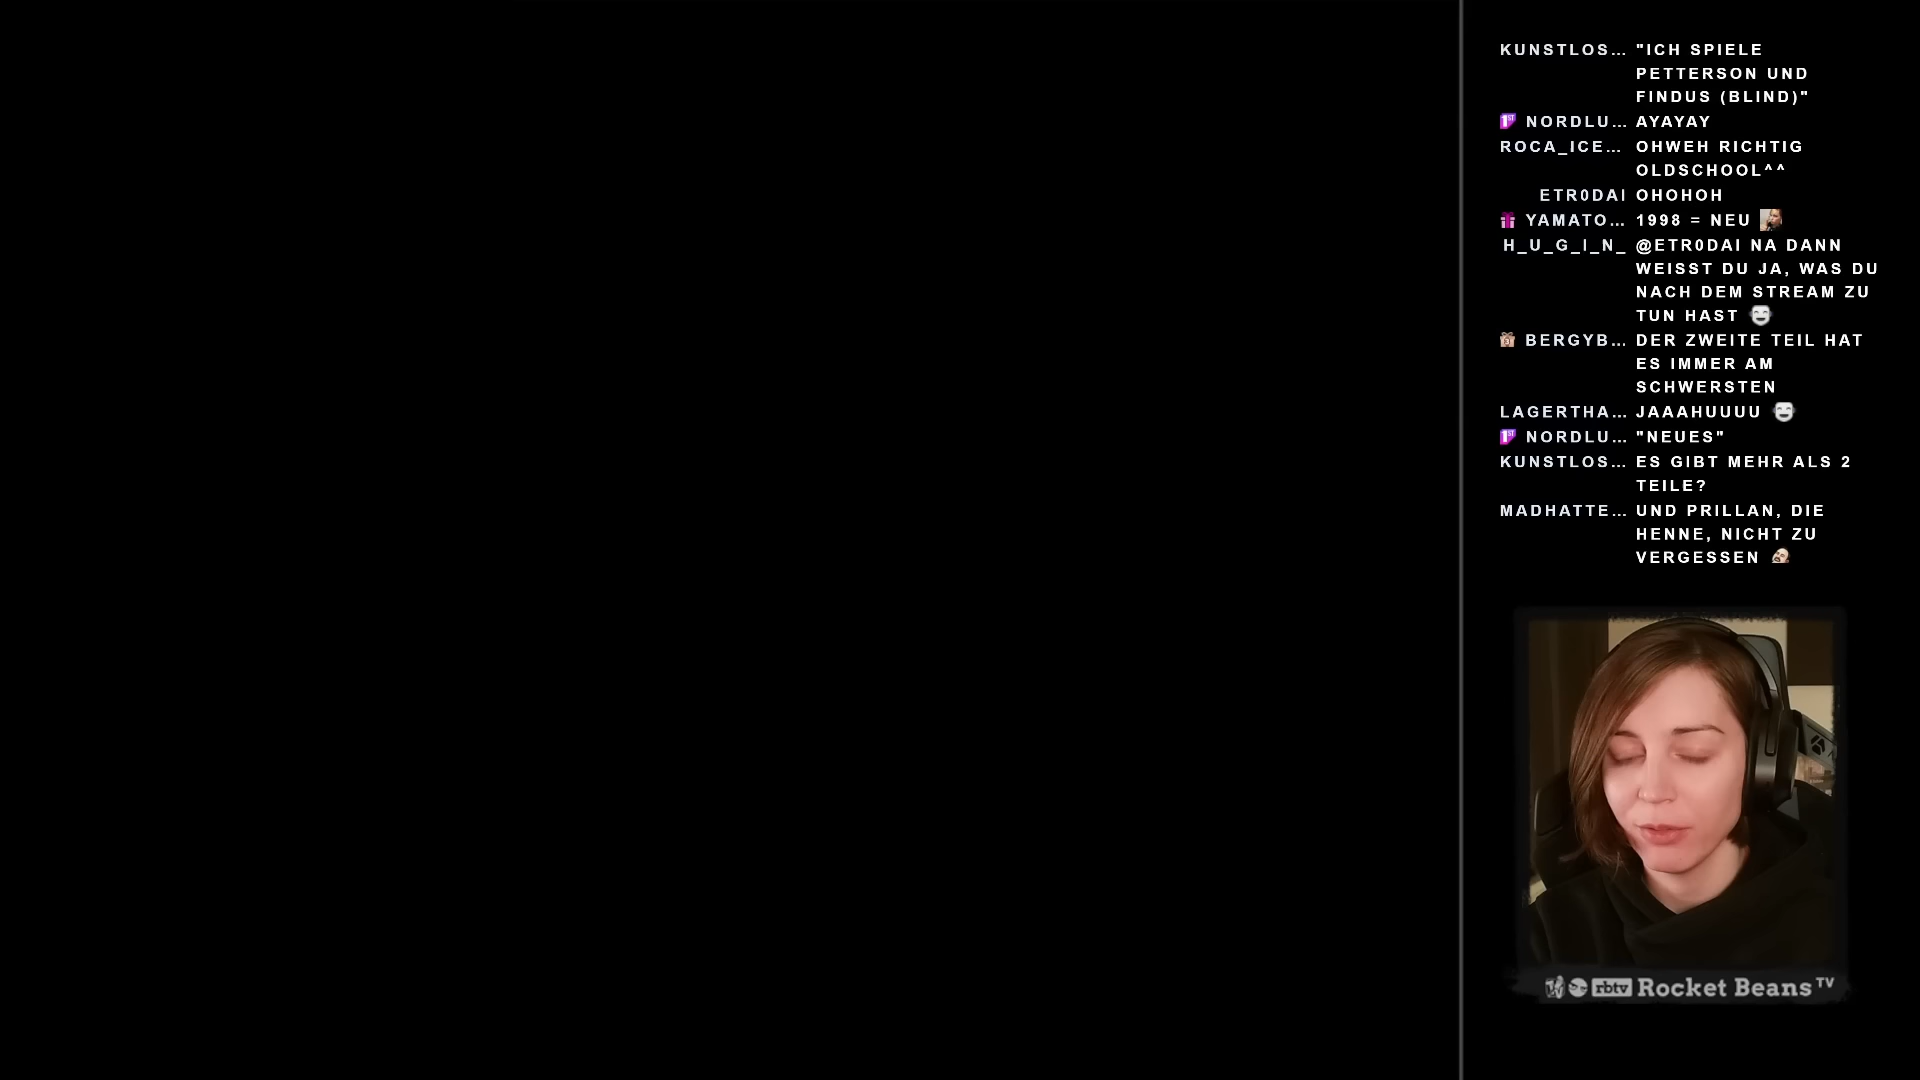 KUNSTLOS... "ICH SPIELE
PETTERSON UND
FINDUS (BLIND)"
NORDLU... AYAYAY
ROCA_ICE... OHWEH RICHTIG
OLDSCHOOL^^
ETR0DAI OHOHOH
YAMATO... 1998 = NEU
H_U_G_I_N_ @ETR0DAI NA DANN
WEISST DU JA, WAS DU
NACH DEM STREAM ZU
TUN HAST
BERGYB... DER ZWEITE TEIL HAT
ES IMMER AM
SCHWERSTEN
LAGERTHA... JAAAHUUUU
NORDLU... "NEUES"
KUNSTLOS... ES GIBT MEHR ALS 2
TEILE?
MADHATTE... UND PRILLAN, DIE
HENNE, NICHT ZU
VERGESSEN
rbtv Rocket Beans TV